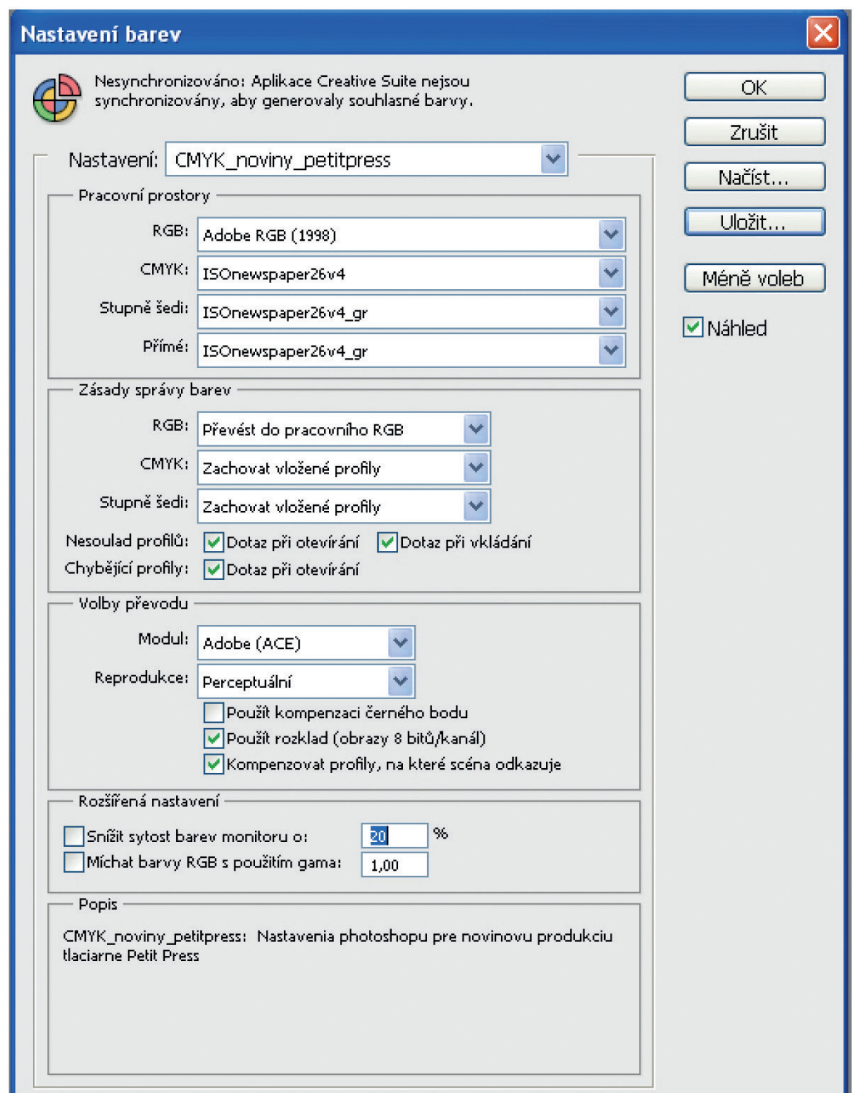 Nastavení barev
Nesynchronizováno: Aplikace Creative Suite nejsou
synchronizovány, aby generovaly souhlasné barvy.
OK
Zrušit
Načíst...
Uložit...
Méně voleb
Náhled
Nastavení: CMYK_noviny_petitpress
Pracovní prostory
RGB: Adobe RGB (1998)
CMYK: ISOnewspaper26v4
Stupně šedi: ISOnewspaper26v4_gr
Přímé: ISOnewspaper26v4_gr
Zásady správy barev
RGB: Převést do pracovního RGB
CMYK: Zachovat vložené profily
Stupně šedi: Zachovat vložené profily
Nesoulad profilů: Dotaz při otevírání Dotaz při vkládání
Chybějící profily: Dotaz při otevírání
Volby převodu
Modul: Adobe (ACE)
Reprodukce: Perceptuální
Použít kompenzaci černého bodu
Použít rozklad (obrazy 8 bitů/kanál)
Kompenzovat profily, na které scéna odkazuje
Rozšířená nastavení
Snížit sytost barev monitoru o: 20 %
Míchat barvy RGB s použitím gama: 1,00
Popis
CMYK_noviny_petitpress: Nastavenia photoshopu pre novinovu produkciu
tlaciarne Petit Press